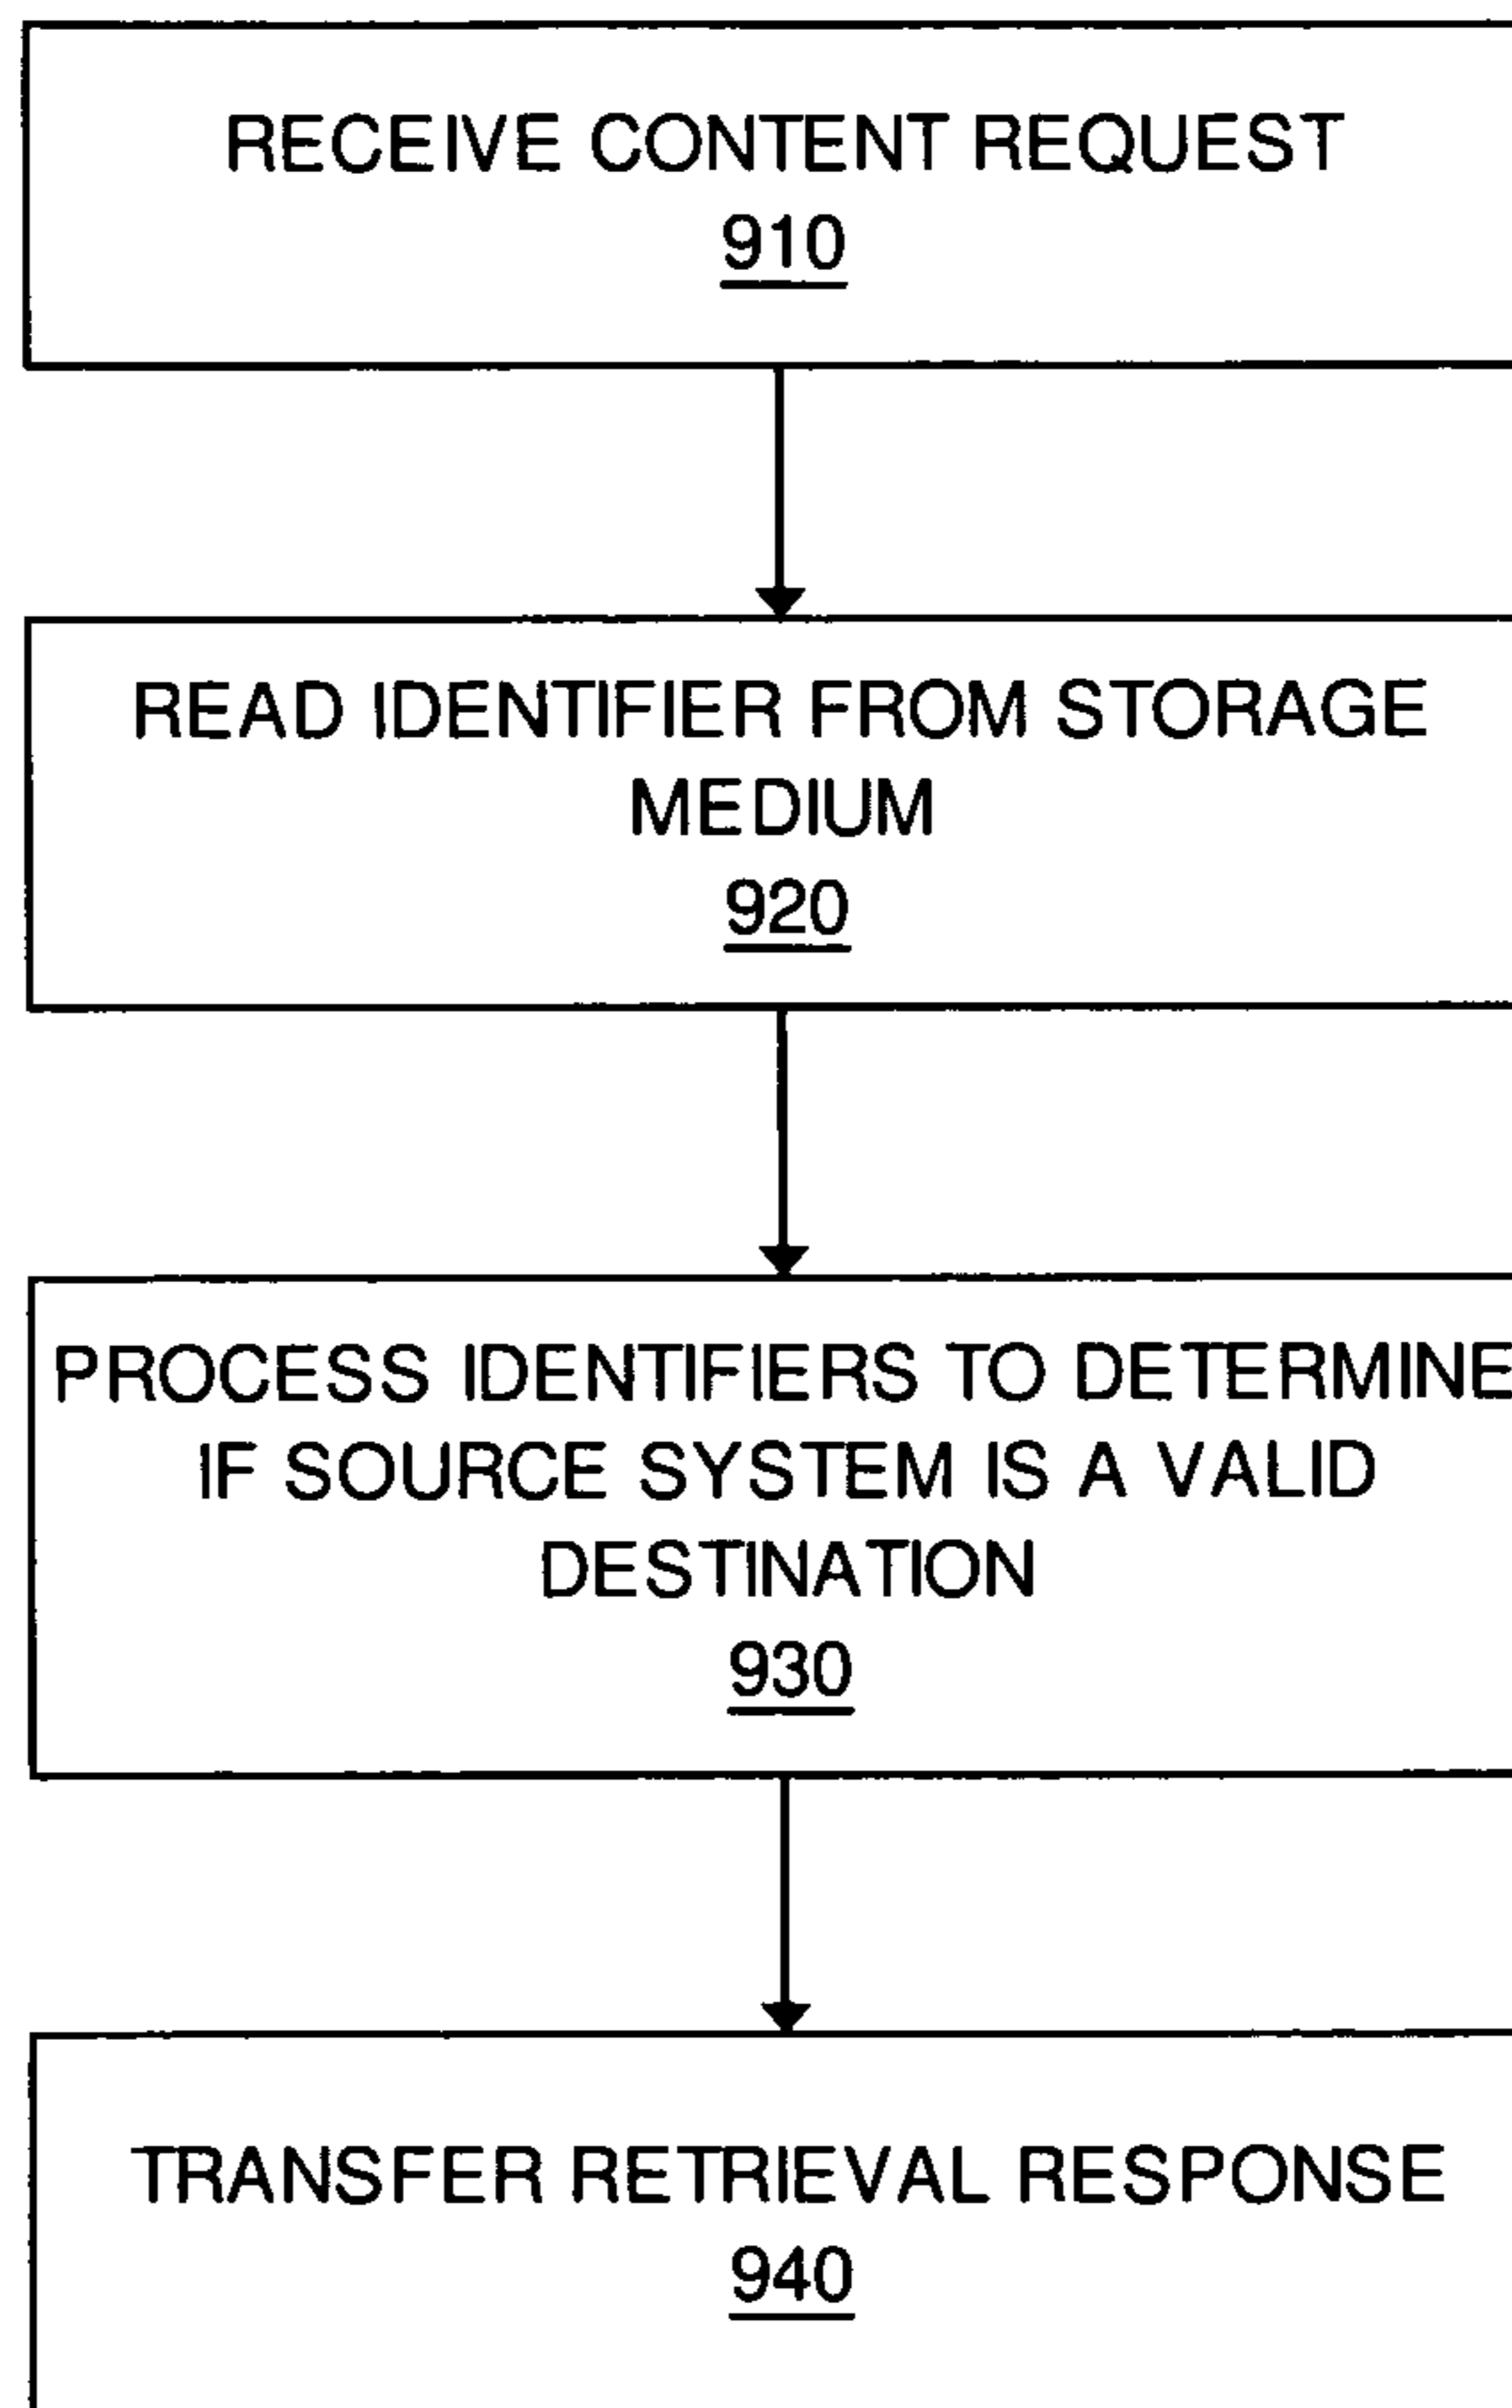 RECEIVE CONTENT REQUEST
910
READ IDENTIFIER FROM STORAGE
MEDIUM
920
PROCESS IDENTIFIERS TO DETERMINE
IF SOURCE SYSTEM IS A VALID
DESTINATION
930
TRANSFER RETRIEVAL RESPONSE
940